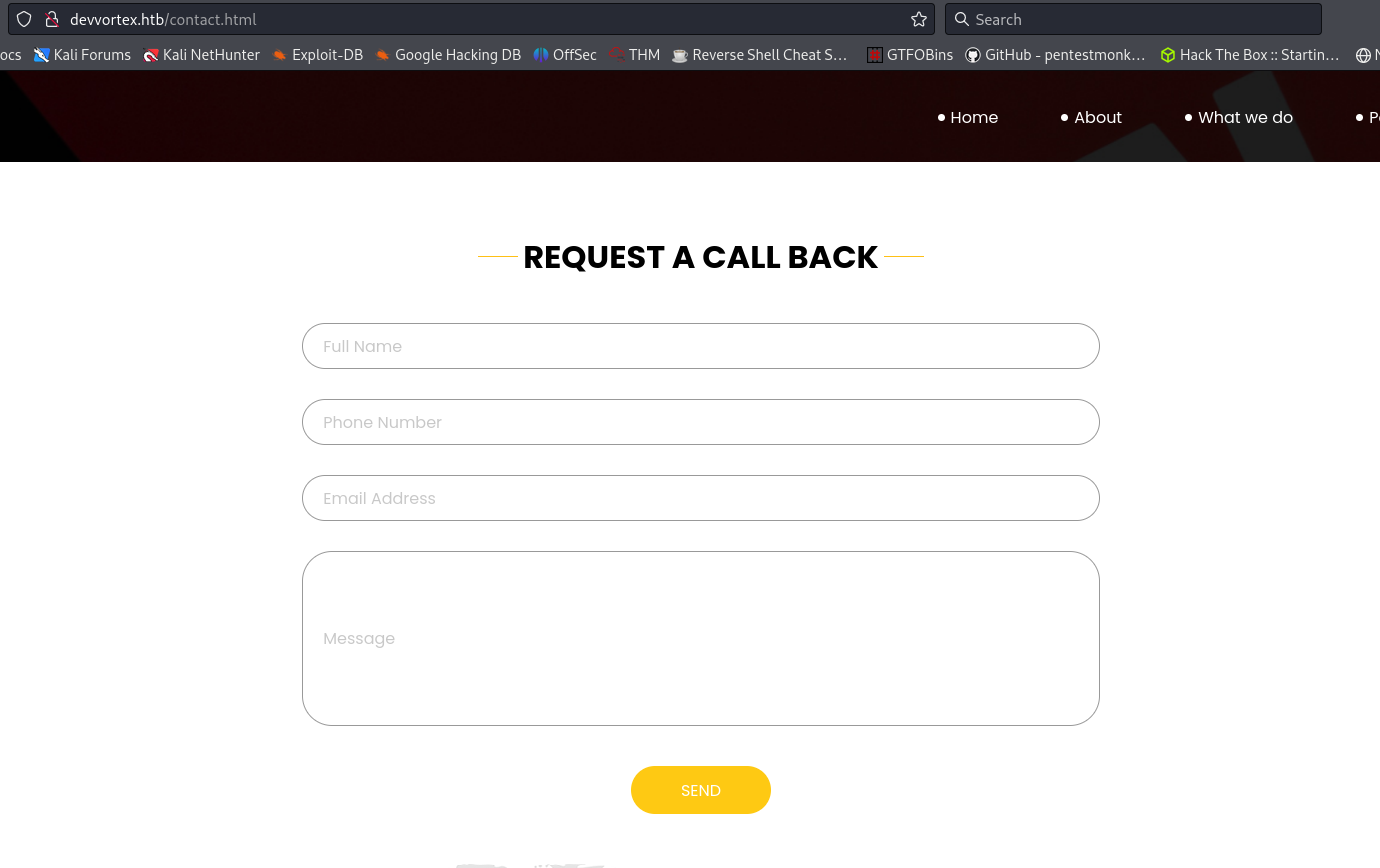 devvortex.htb/contact.html Search
ocs Kali Forums Kali NetHunter Exploit-DB Google Hacking DB OffSec THM Reverse Shell Cheat S... GTFOBins GitHub - pentestmonk... Hack The Box :: Startin...
Home About What we do
REQUEST A CALL BACK
Full Name
Phone Number
Email Address
Message
SEND